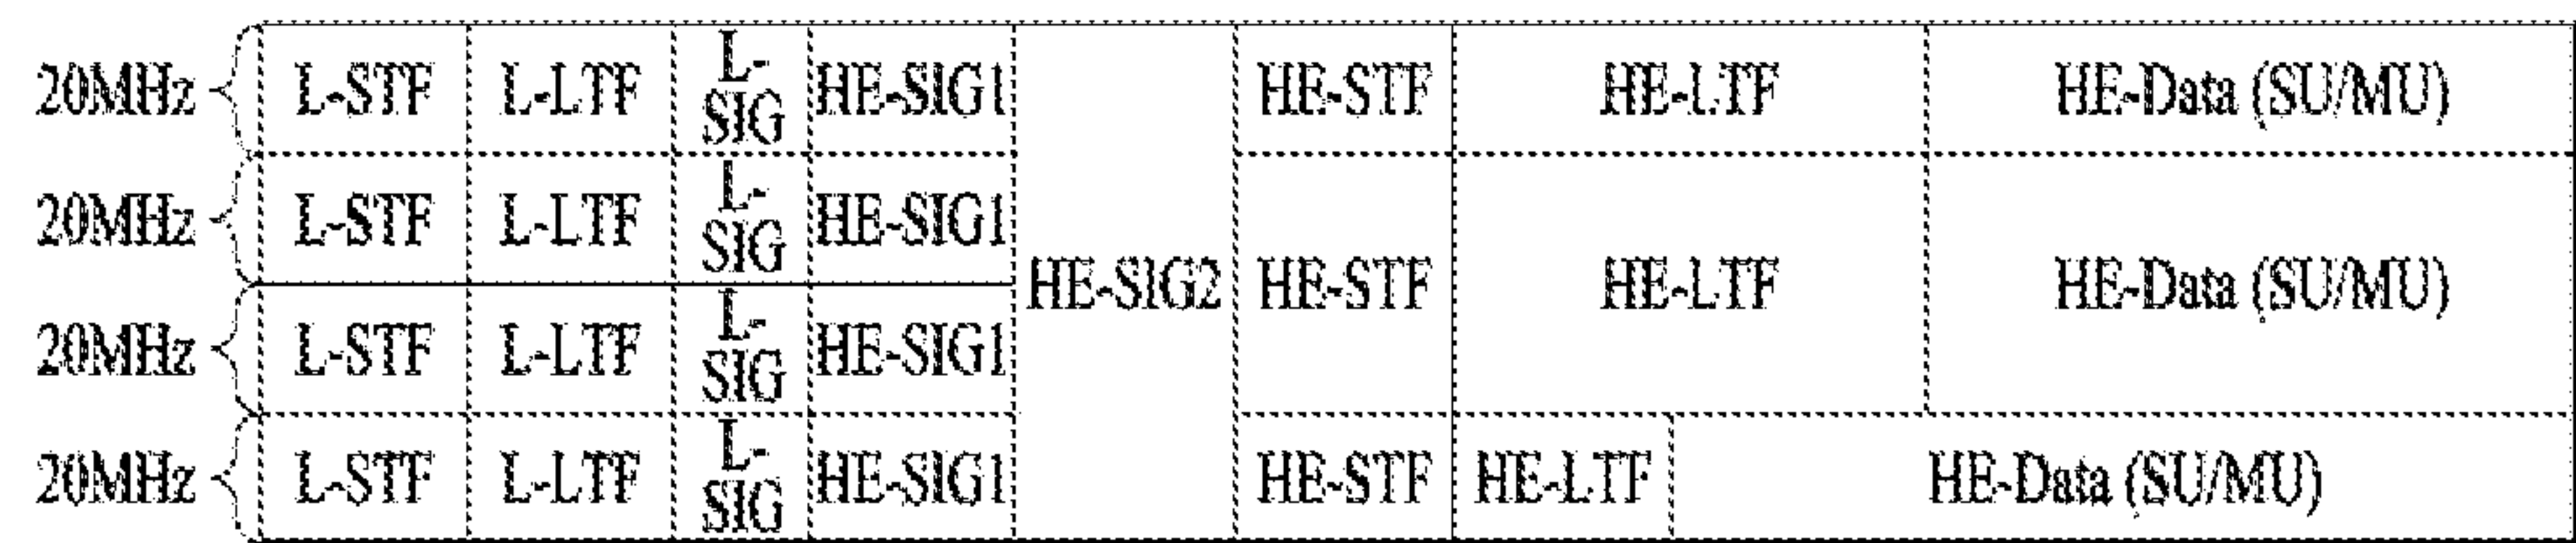 20MHz L-STF L-LTF L-SIG HE-SIG1 HE-STF HE-LTF HE-Data (SU/MU)
20MHz L-STF L-LTF L-SIG HE-SIG1
HE-SIG2 HE-STF HE-LTF HE-Data (SU/MU)
20MHz L-STF L-LTF L-SIG HE-SIG1
20MHz L-STF L-LTF L-SIG HE-SIG1 HE-STF HE-LTF HE-Data (SU/MU)